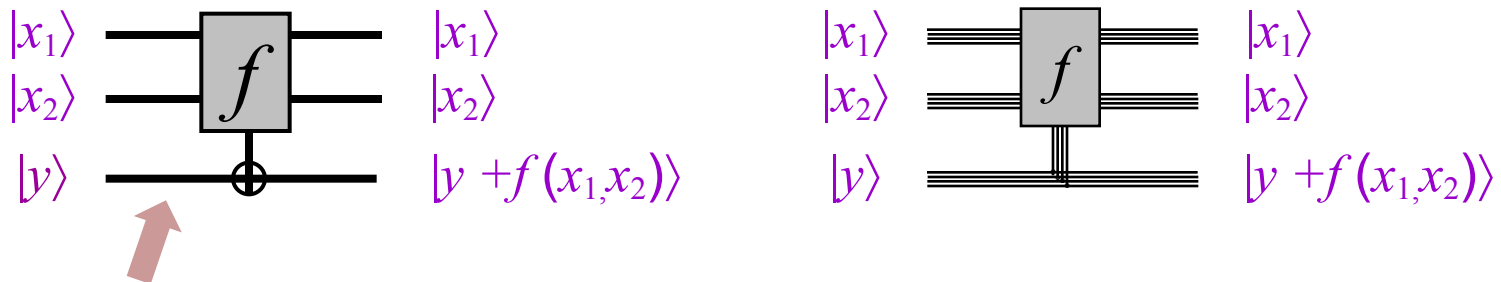 |x₁⟩ f |x₁⟩
|x₂⟩ |x₂⟩
|y⟩ |y +f (x₁,x₂)⟩
|x₁⟩ f |x₁⟩
|x₂⟩ |x₂⟩
|y⟩ |y +f (x₁,x₂)⟩